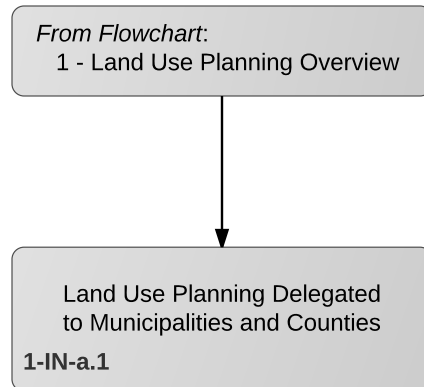 From Flowchart:
1 - Land Use Planning Overview
Land Use Planning Delegated
to Municipalities and Counties
1-IN-a.1